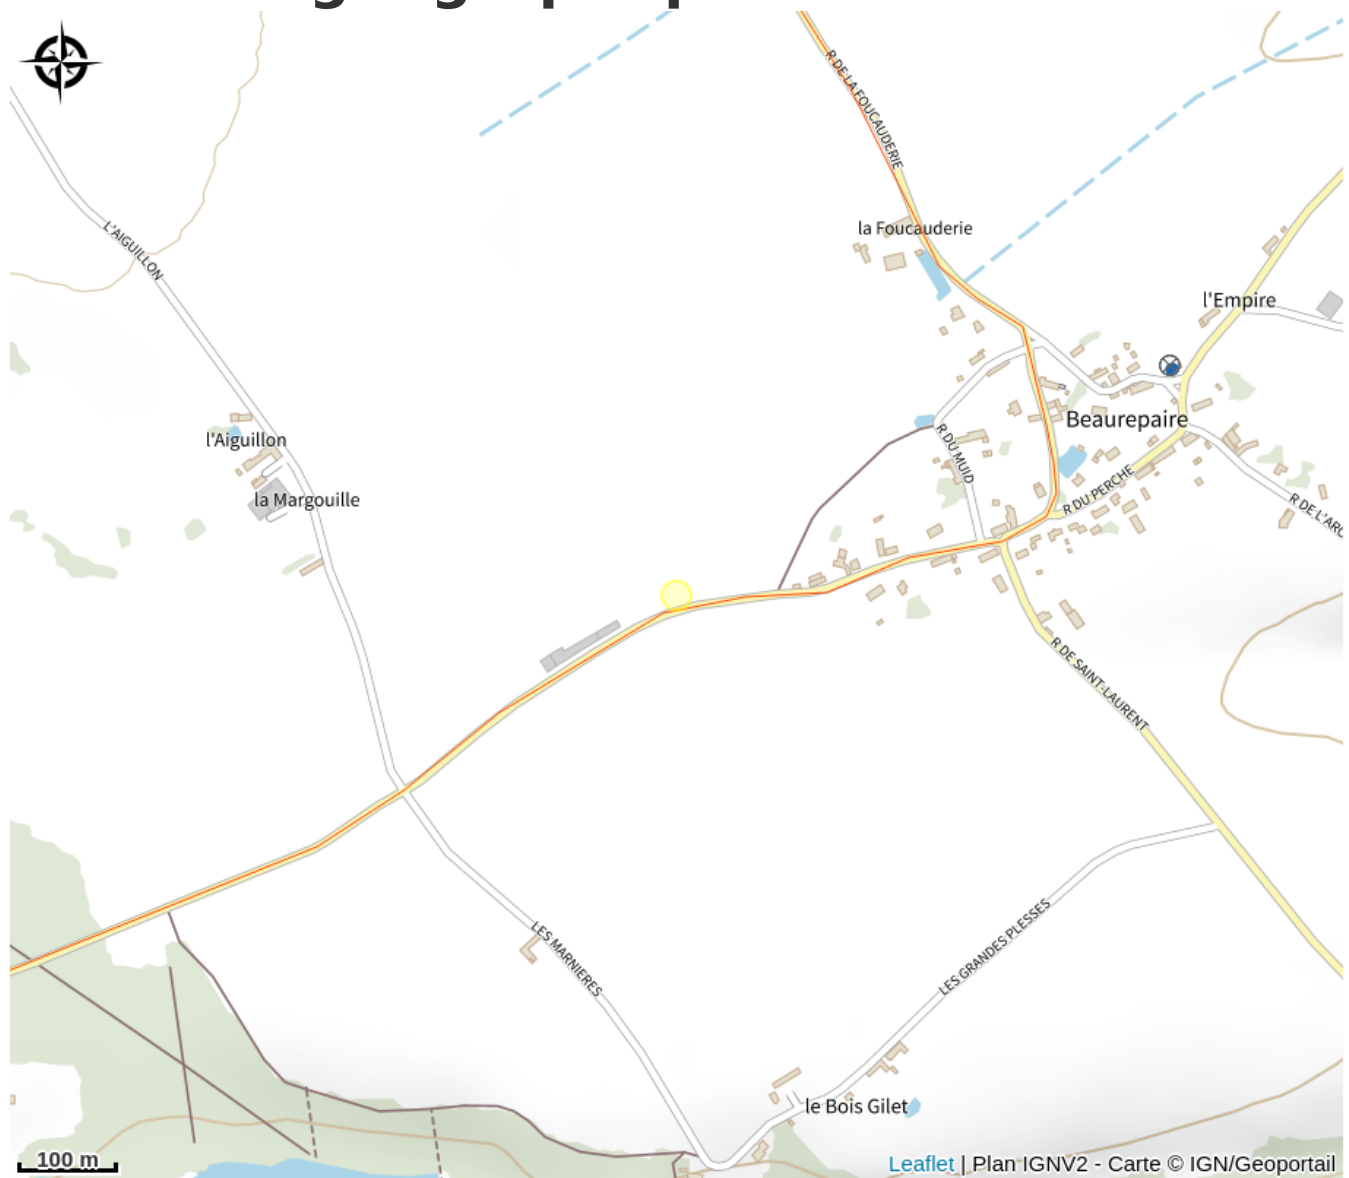 R DE LA FOUCAUDERIE
la Foucauderie
L'AIGUILLON
l'Empire
Beaurepaire
l'Aiguillon
R DU MUID
la Margouille
R DU PERCHE
R DE L'ARC
R DE SAINT-LAURENT
LES MARNIERES
LES GRANDES PLESSES
le Bois Gilet
100 m
Leaflet | Plan IGNV2 - Carte © IGN/Geoportail